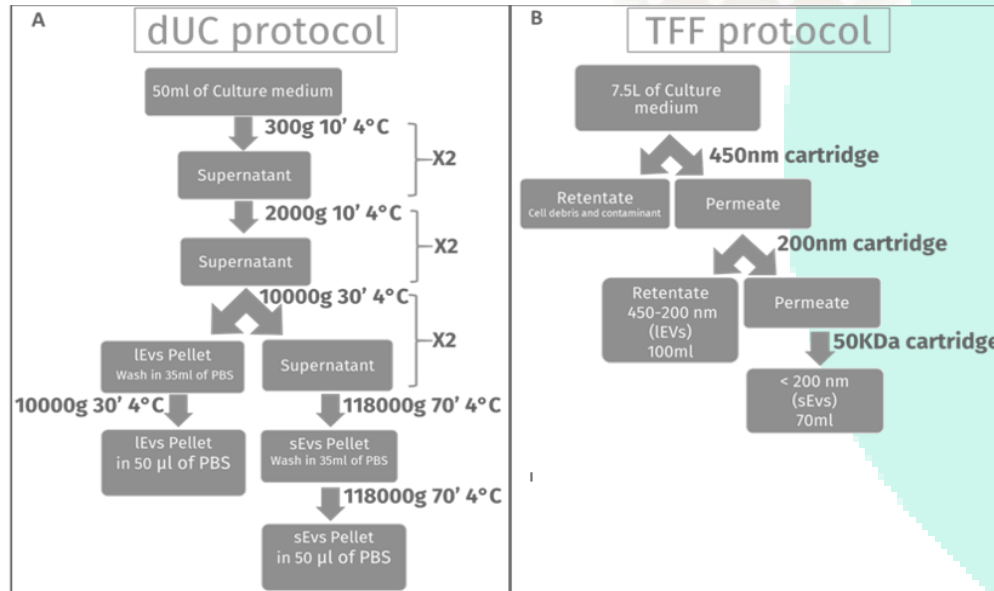 A
dUC protocol
50ml of Culture medium
300g 10’ 4°C
X2
Supernatant
2000g 10’ 4°C
X2
Supernatant
10000g 30’ 4°C
X2
lEvs Pellet
Wash in 35ml of PBS
Supernatant
10000g 30’ 4°C
118000g 70’ 4°C
lEvs Pellet
in 50 µl of PBS
sEvs Pellet
Wash in 35ml of PBS
118000g 70’ 4°C
sEvs Pellet
in 50 µl of PBS
B
TFF protocol
7.5L of Culture
medium
450nm cartridge
Retentate
Cell debris and contaminant
Permeate
200nm cartridge
Retentate
450-200 nm
(lEVs)
100ml
Permeate
50KDa cartridge
< 200 nm
(sEvs)
70ml
I